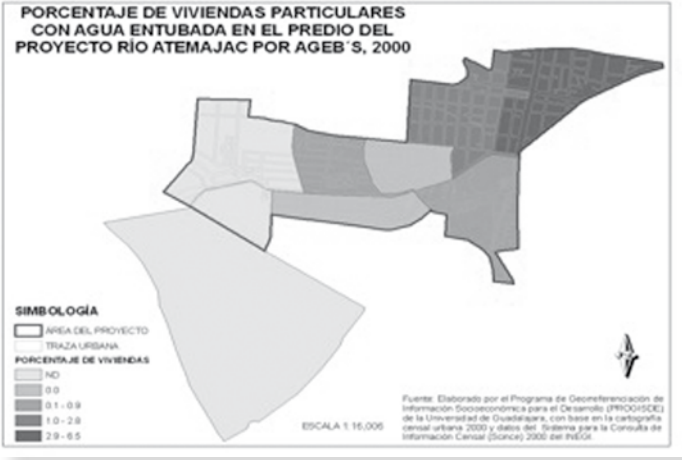 PORCENTAJE DE VIVIENDAS PARTICULARES
CON AGUA ENTUBADA EN EL PREDIO DEL
PROYECTO RÍO ATEMAJAC POR AGEB´S, 2000
SIMBOLOGÍA
AREA DEL PROYECTO
TRAZA URBANA
PORCENTAJE DE VIVIENDAS
ND
0.0
0.1 - 0.9
1.0 - 2.8
2.9 - 6.5
ESCALA 1:16,006
Fuente: Elaborado por el Programa de Georreferenciación de
Información Socioeconómica para el Desarrollo (PROGISDE)
de la Universidad de Guadalajara, con base en la cartografía
censal urbana 2000 y datos del Sistema para la Consulta de
Información Censal (Scince) 2000 del INEGI.